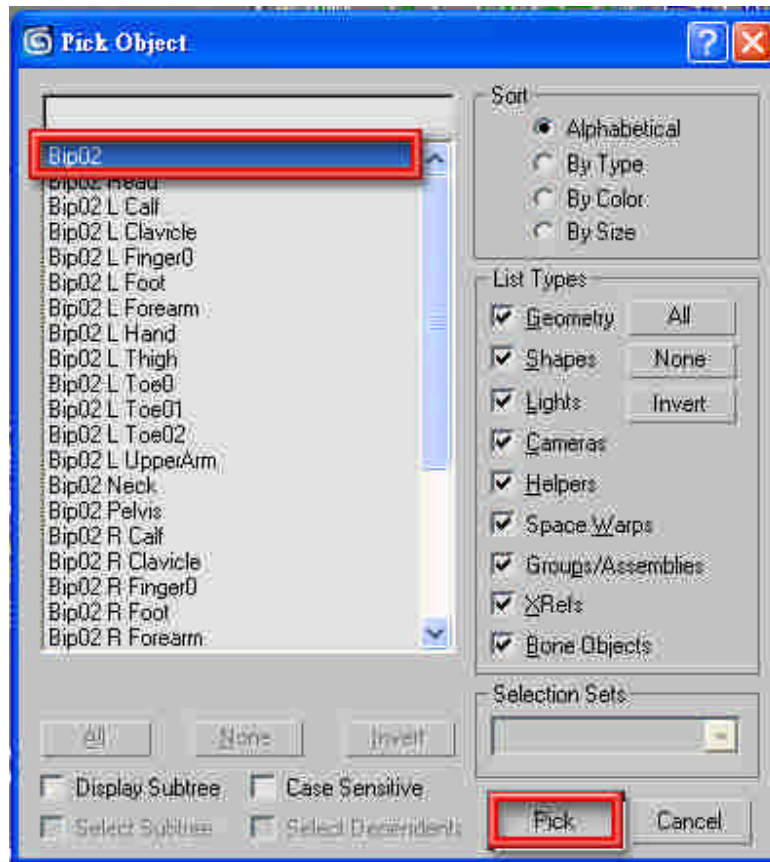 Pick Object
Bip02
Bip02 Head
Bip02 L Calf
Bip02 L Clavicle
Bip02 L Finger0
Bip02 L Foot
Bip02 L Forearm
Bip02 L Hand
Bip02 L Thigh
Bip02 L Toe0
Bip02 L Toe01
Bip02 L Toe02
Bip02 L UpperArm
Bip02 Neck
Bip02 Pelvis
Bip02 R Calf
Bip02 R Clavicle
Bip02 R Finger0
Bip02 R Foot
Bip02 R Forearm
All None Invert
Display Subtree Case Sensitive
Select Subtree Select Dependents
Sort
Alphabetical
By Type
By Color
By Size
List Types
Geometry All
Shapes None
Lights Invert
Cameras
Helpers
Space Warps
Groups/Assemblies
XRefs
Bone Objects
Selection Sets
Pick Cancel